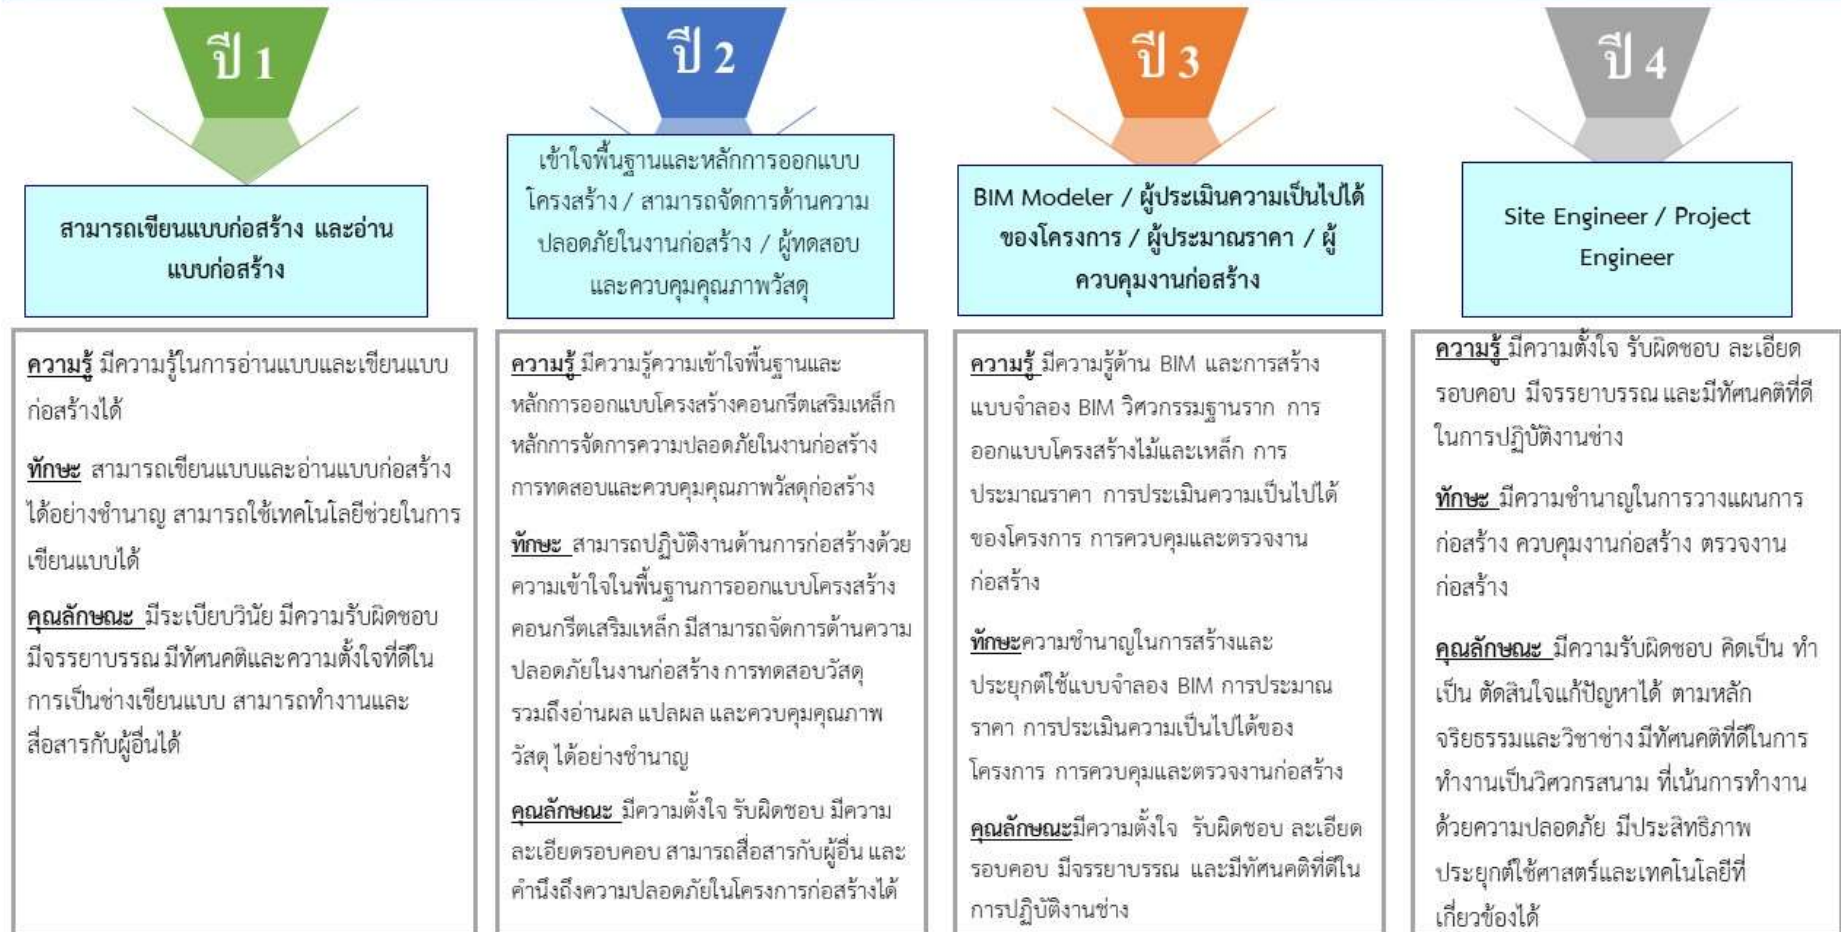 ปี 1
สามารถเขียนแบบก่อสร้าง และอ่าน
แบบก่อสร้าง
ความรู้ มีความรู้ในการอ่านแบบและเขียนแบบ
ก่อสร้างได้
ทักษะ สามารถเขียนแบบและอ่านแบบก่อสร้าง
ได้อย่างชำนาญ สามารถใช้เทคโนโลยีช่วยในการ
เขียนแบบได้
คุณลักษณะ มีระเบียบวินัย มีความรับผิดชอบ
มีจรรยาบรรณ มีทัศนคติและความตั้งใจที่ดีใน
การเป็นช่างเขียนแบบ สามารถทำงานและ
สื่อสารกับผู้อื่นได้
ปี 2
เข้าใจพื้นฐานและหลักการออกแบบ
โครงสร้าง / สามารถจัดการด้านความ
ปลอดภัยในงานก่อสร้าง / ผู้ทดสอบ
และควบคุมคุณภาพวัสดุ
ความรู้ มีความรู้ความเข้าใจพื้นฐานและ
หลักการออกแบบโครงสร้างคอนกรีตเสริมเหล็ก
หลักการจัดการความปลอดภัยในงานก่อสร้าง
การทดสอบและควบคุมคุณภาพวัสดุก่อสร้าง
ทักษะ สามารถปฏิบัติงานด้านการก่อสร้างด้วย
ความเข้าใจในพื้นฐานการออกแบบโครงสร้าง
คอนกรีตเสริมเหล็ก มีสามารถจัดการด้านความ
ปลอดภัยในงานก่อสร้าง การทดสอบวัสดุ
รวมถึงอ่านผล แปลผล และควบคุมคุณภาพ
วัสดุ ได้อย่างชำนาญ
คุณลักษณะ มีความตั้งใจ รับผิดชอบ มีความ
ละเอียดรอบคอบ สามารถสื่อสารกับผู้อื่น และ
คำนึงถึงความปลอดภัยในโครงการก่อสร้างได้
ปี 3
BIM Modeler / ผู้ประเมินความเป็นไปได้
ของโครงการ / ผู้ประมาณราคา / ผู้
ควบคุมงานก่อสร้าง
ความรู้ มีความรู้ด้าน BIM และการสร้าง
แบบจำลอง BIM วิศวกรรมฐานราก การ
ออกแบบโครงสร้างไม้และเหล็ก การ
ประมาณราคา การประเมินความเป็นไปได้
ของโครงการ การควบคุมและตรวจงาน
ก่อสร้าง
ทักษะความชำนาญในการสร้างและ
ประยุกต์ใช้แบบจำลอง BIM การประมาณ
ราคา การประเมินความเป็นไปได้ของ
โครงการ การควบคุมและตรวจงานก่อสร้าง
คุณลักษณะมีความตั้งใจ รับผิดชอบ ละเอียด
รอบคอบ มีจรรยาบรรณ และมีทัศนคติที่ดีใน
การปฏิบัติงานช่าง
ปี 4
Site Engineer / Project
Engineer
ความรู้ มีความตั้งใจ รับผิดชอบ ละเอียด
รอบคอบ มีจรรยาบรรณ และมีทัศนคติที่ดี
ในการปฏิบัติงานช่าง
ทักษะ มีความชำนาญในการวางแผนการ
ก่อสร้าง ควบคุมงานก่อสร้าง ตรวจงาน
ก่อสร้าง
คุณลักษณะ มีความรับผิดชอบ คิดเป็น ทำ
เป็น ตัดสินใจแก้ปัญหาได้ ตามหลัก
จริยธรรมและวิชาช่าง มีทัศนคติที่ดีในการ
ทำงานเป็นวิศวกรสนาม ที่เน้นการทำงาน
ด้วยความปลอดภัย มีประสิทธิภาพ
ประยุกต์ใช้ศาสตร์และเทคโนโลยีที่
เกี่ยวข้องได้